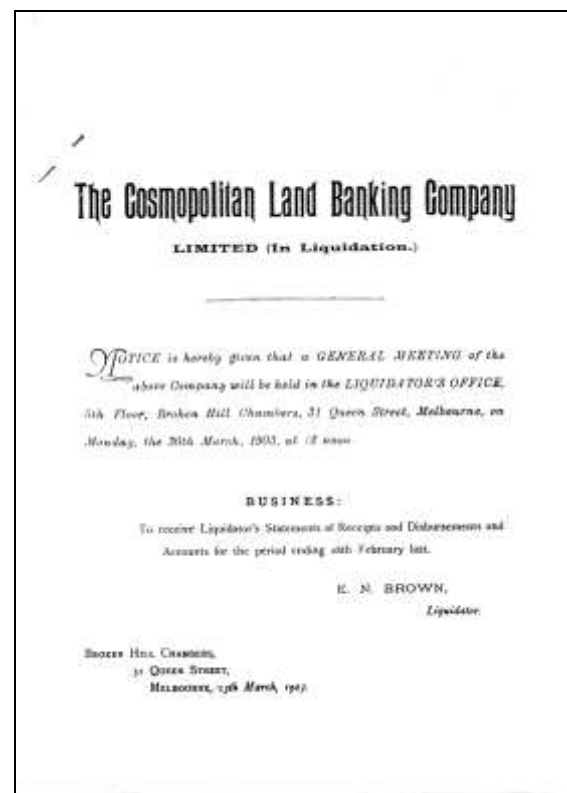 The Cosmopolitan Land Banking Company
LIMITED (In Liquidation.)
NOTICE is hereby given that a GENERAL MEETING of the
above Company will be held in the LIQUIDATOR'S OFFICE,
5th Floor, Broken Hill Chambers, 31 Queen Street, Melbourne, on
Monday, the 30th March, 1903, at 12 noon
BUSINESS:
To receive Liquidator's Statements of Receipts and Disbursements and
Accounts for the period ending February last.
N. BROWN,
Liquidator.
BROKEN HILL CHAMBERS,
31 QUEEN STREET,
MELBOURNE, March, 1903.